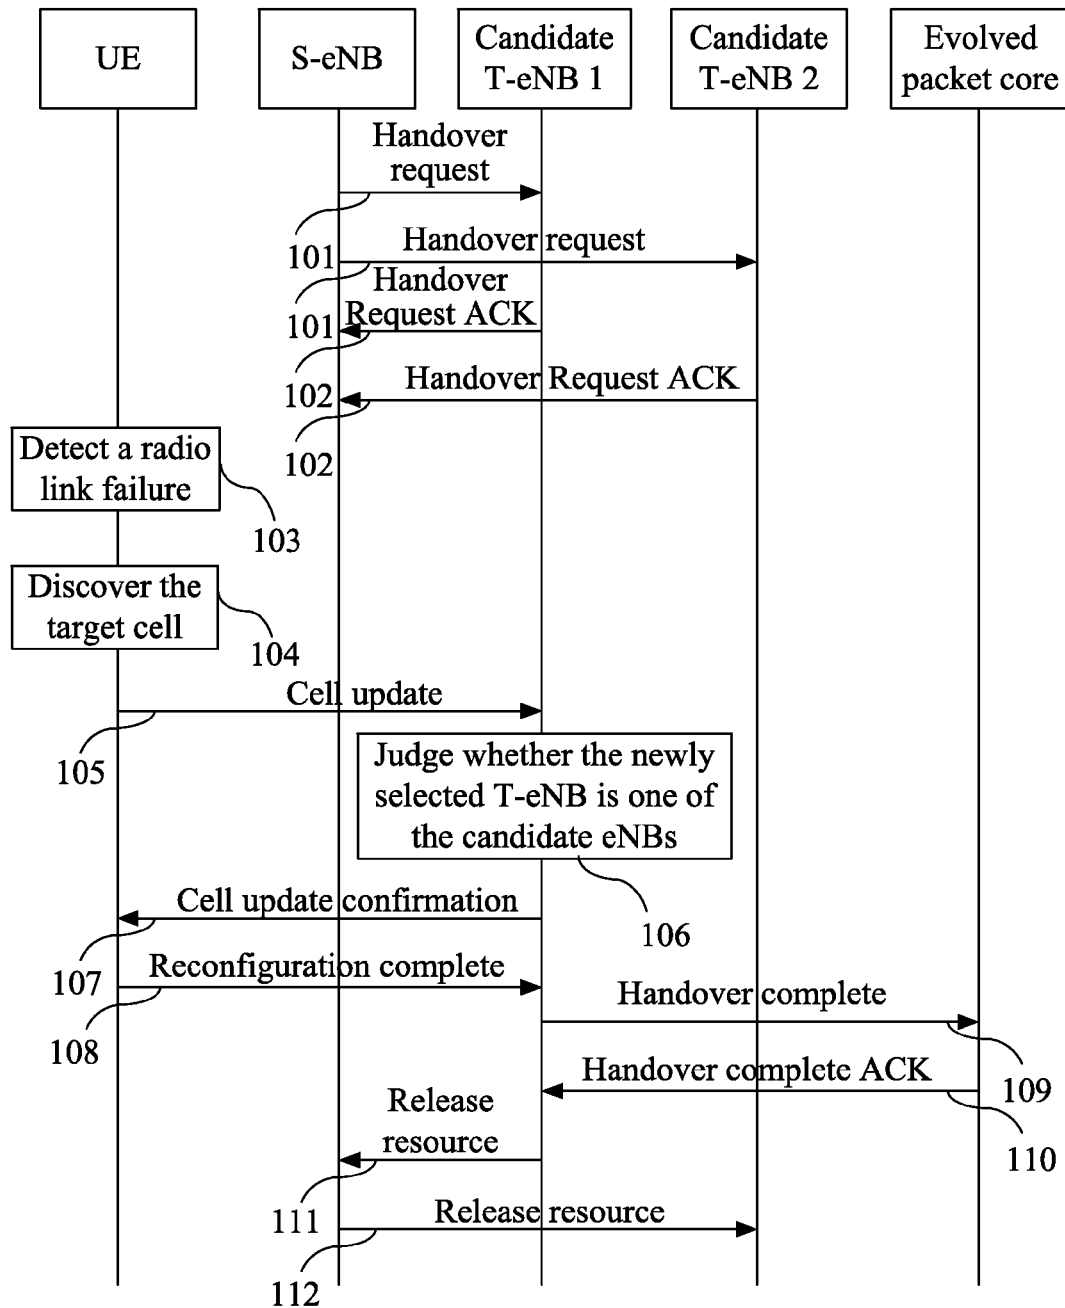 UE
S-eNB
Candidate
T-eNB 1
Candidate
T-eNB 2
Evolved
packet core
Handover
request
101
Handover request
101
Handover
Request ACK
102
Handover Request ACK
102
Detect a radio
link failure
103
Discover the
target cell
104
Cell update
105
Judge whether the newly
selected T-eNB is one of
the candidate eNBs
106
Cell update confirmation
107
Reconfiguration complete
108
Handover complete
109
Handover complete ACK
110
Release
resource
111
Release resource
112